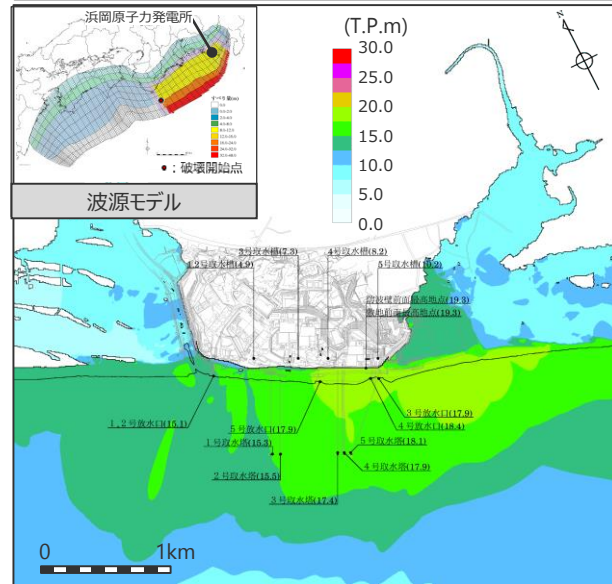 浜岡原子力発電所
すべり量(m)
●：破壊開始点
波源モデル
(T.P.m)
30.0
25.0
20.0
15.0
10.0
5.0
0.0
N
3号取水槽(7.3)
4号取水槽(8.2)
1,2号取水槽(4.9)
5号取水槽(10.2)
防波壁前面最高地点(19.3)
敷地前面最高地点(19.3)
1,2号放水口(15.1)
5号放水口(17.9)
3号放水口(17.9)
4号放水口(18.4)
1号取水塔(15.3)
5号取水塔(18.1)
2号取水塔(15.5)
4号取水塔(17.9)
3号取水塔(17.4)
0 1km